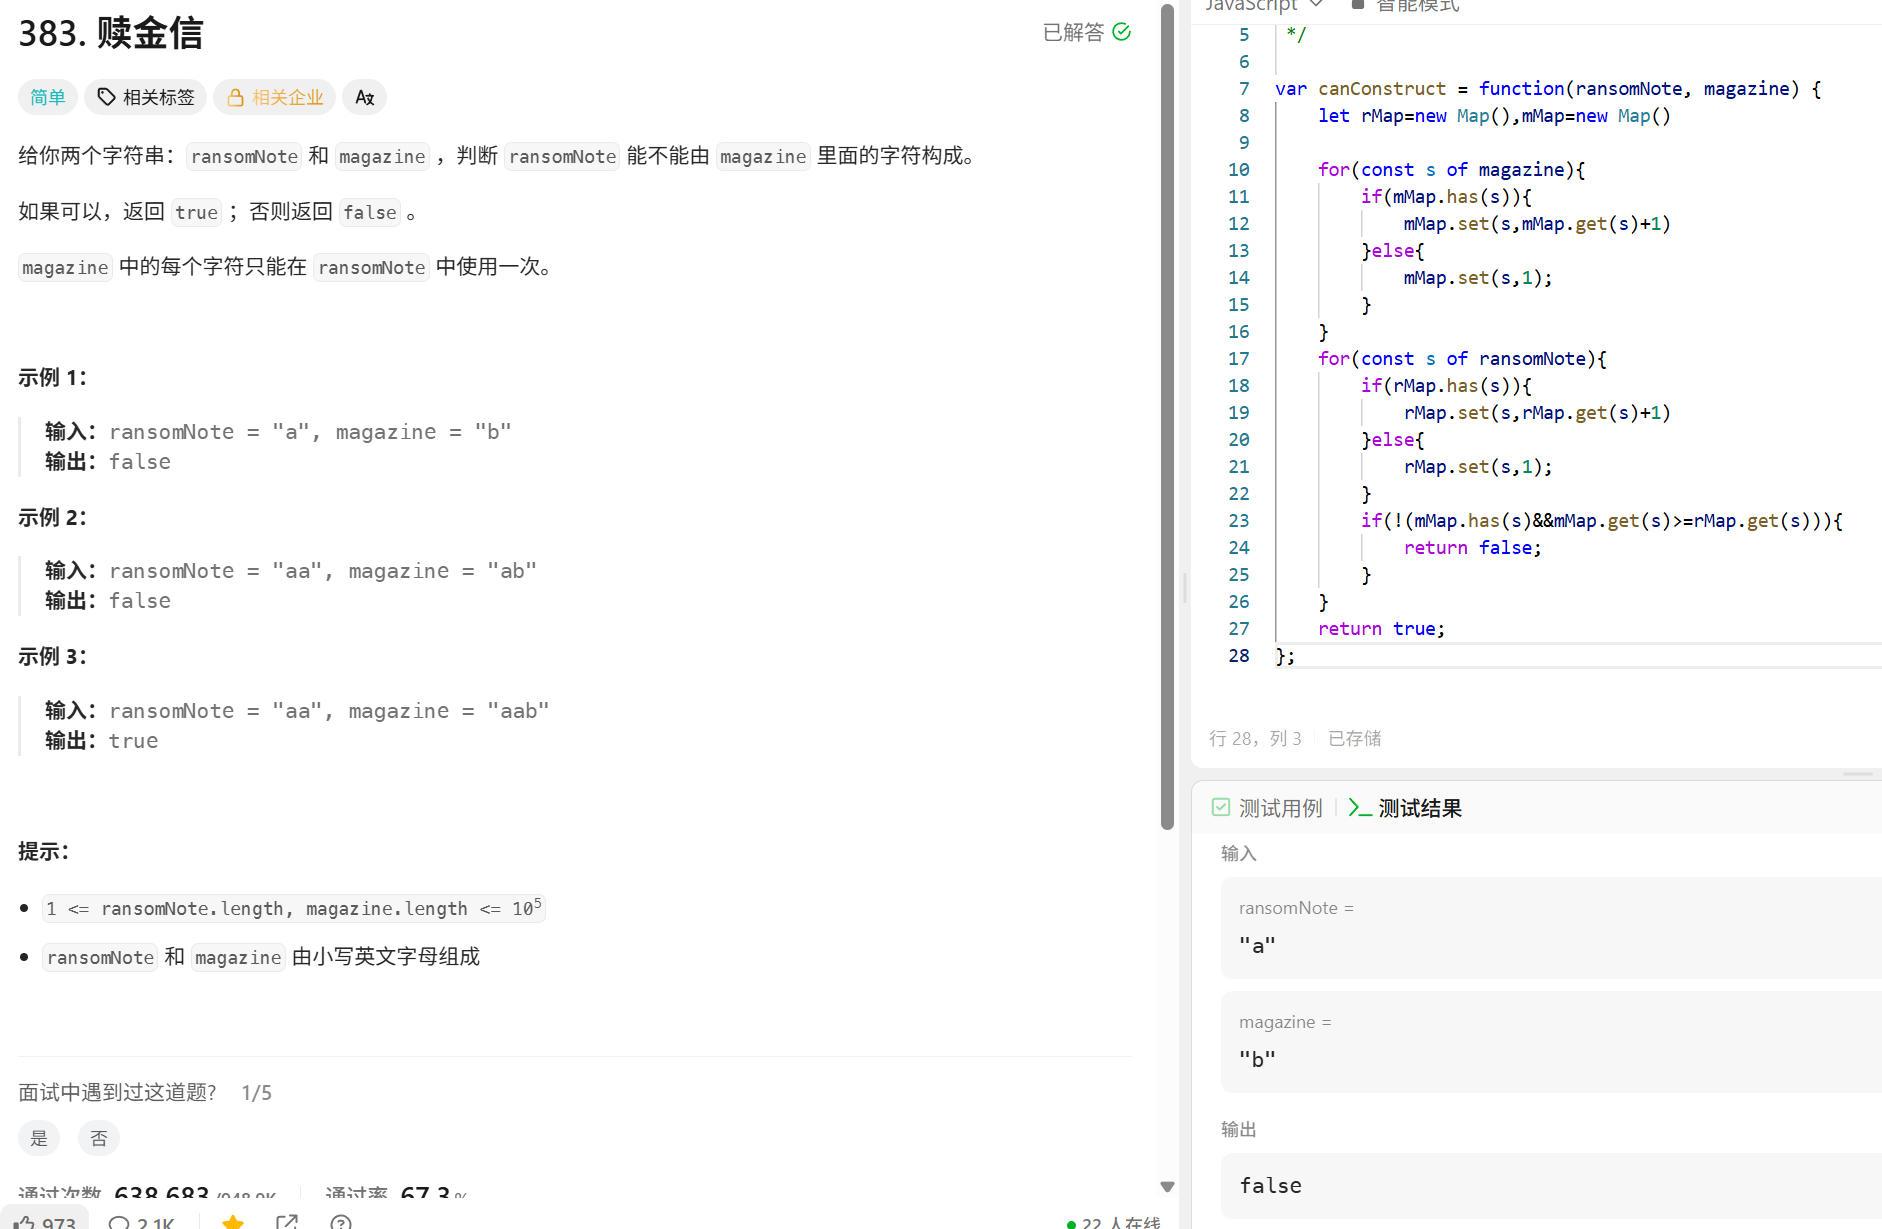 383. 赎金信
已解答
简单 相关标签 相关企业
给你两个字符串：ransomNote 和 magazine ，判断 ransomNote 能不能由 magazine 里面的字符构成。
如果可以，返回 true ；否则返回 false 。
magazine 中的每个字符只能在 ransomNote 中使用一次。
示例 1：
输入：ransomNote = "a", magazine = "b"
输出：false
示例 2：
输入：ransomNote = "aa", magazine = "ab"
输出：false
示例 3：
输入：ransomNote = "aa", magazine = "aab"
输出：true
提示：
1 <= ransomNote.length, magazine.length <= 10⁵
ransomNote 和 magazine 由小写英文字母组成
面试中遇到过这道题? 1/5
是 否
通过次数 638,683/948.9K 通过率 67.3%
973 2.1K 22 人在线
JavaScript 智能模式
5 */
6
7 var canConstruct = function(ransomNote, magazine) {
8 let rMap=new Map(),mMap=new Map()
9
10 for(const s of magazine){
11 if(mMap.has(s)){
12 mMap.set(s,mMap.get(s)+1)
13 }else{
14 mMap.set(s,1);
15 }
16 }
17 for(const s of ransomNote){
18 if(rMap.has(s)){
19 rMap.set(s,rMap.get(s)+1)
20 }else{
21 rMap.set(s,1);
22 }
23 if(!(mMap.has(s)&&mMap.get(s)>=rMap.get(s))){
24 return false;
25 }
26 }
27 return true;
28 };
行 28，列 3 已存储
测试用例 测试结果
输入
ransomNote =
"a"
magazine =
"b"
输出
false